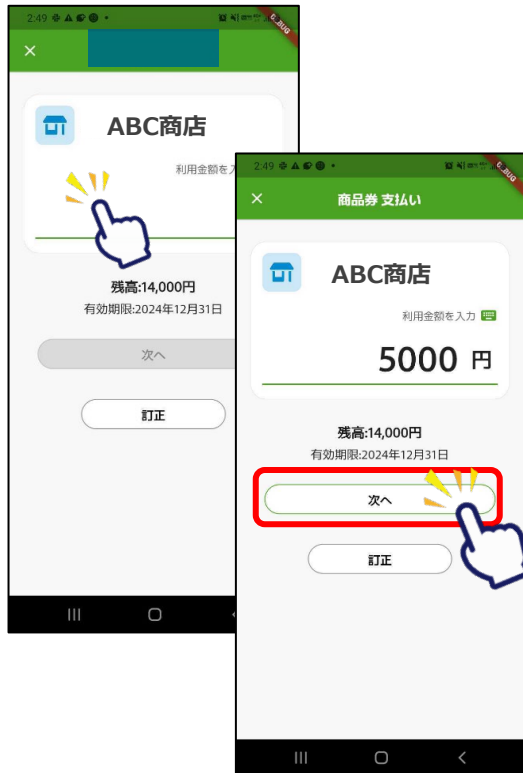 2:49
ABC商店
利用金額を入
残高:14,000円
有効期限:2024年12月31日
次へ
訂正
2:49
商品券 支払い
ABC商店
利用金額を入力
5000 円
残高:14,000円
有効期限:2024年12月31日
次へ
訂正